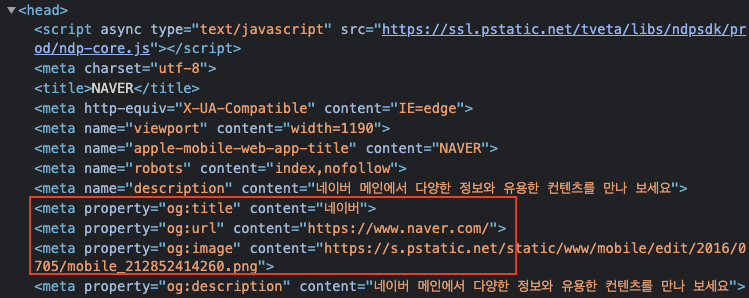 <head>
<script async type="text/javascript" src="https://ssl.pstatic.net/tveta/libs/ndpsdk/pr
od/ndp-core.js"></script>
<meta charset="utf-8">
<title>NAVER</title>
<meta http-equiv="X-UA-Compatible" content="IE=edge">
<meta name="viewport" content="width=1190">
<meta name="apple-mobile-web-app-title" content="NAVER">
<meta name="robots" content="index,nofollow">
<meta name="description" content="네이버 메인에서 다양한 정보와 유용한 컨텐츠를 만나 보세요">
<meta property="og:title" content="네이버">
<meta property="og:url" content="https://www.naver.com/">
<meta property="og:image" content="https://s.pstatic.net/static/www/mobile/edit/2016/0
705/mobile_212852414260.png">
<meta property="og:description" content="네이버 메인에서 다양한 정보와 유용한 컨텐츠를 만나 보세요">